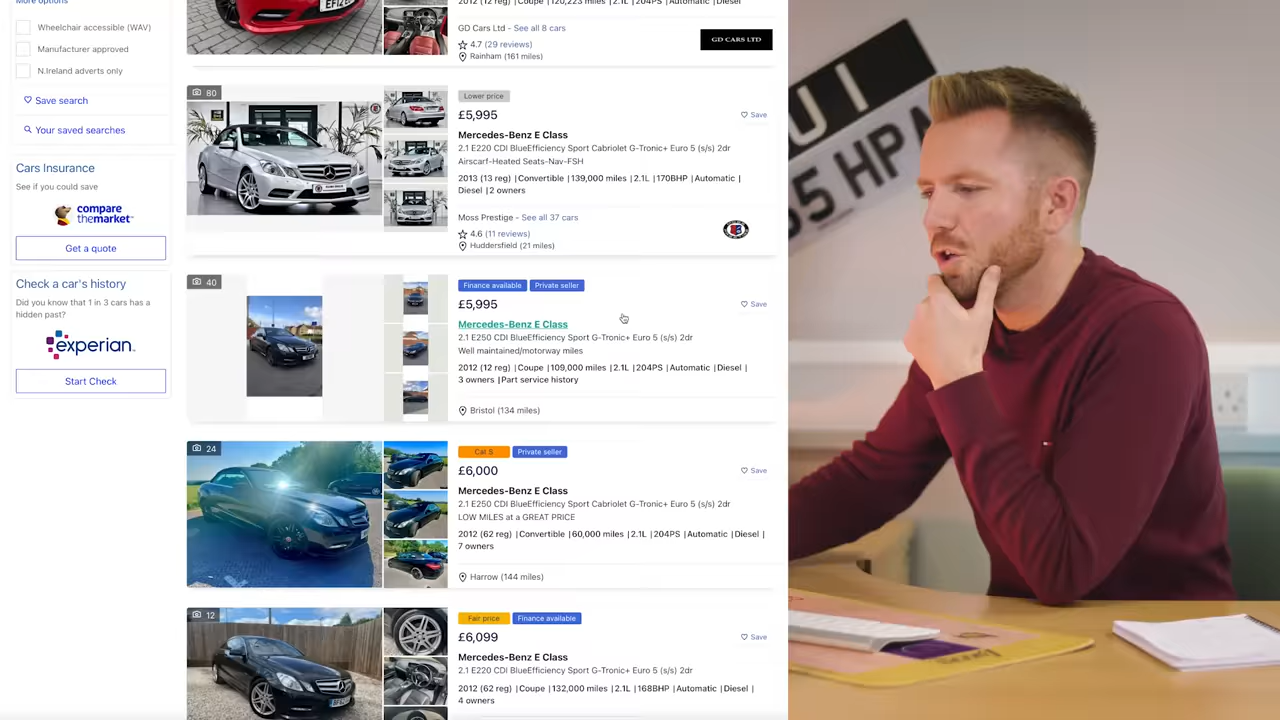 More options
Wheelchair accessible (WAV)
Manufacturer approved
N.Ireland adverts only
Save search
Your saved searches
Cars Insurance
See if you could save
compare
the market
Get a quote
Check a car's history
Did you know that 1 in 3 cars has a
hidden past?
experian.
Start Check
2012 (12 reg) | Coupe | 120,223 miles | 2.1L | 204PS | Automatic | Diesel
GD Cars Ltd - See all 8 cars
4.7 (29 reviews)
Rainham (161 miles)
GD CARS LTD
80
Lower price
£5,995
Save
Mercedes-Benz E Class
2.1 E220 CDI BlueEfficiency Sport Cabriolet G-Tronic+ Euro 5 (s/s) 2dr
Airscarf-Heated Seats-Nav-FSH
2013 (13 reg) | Convertible | 139,000 miles | 2.1L | 170BHP | Automatic |
Diesel | 2 owners
Moss Prestige - See all 37 cars
4.6 (11 reviews)
Huddersfield (21 miles)
40
Finance available
Private seller
£5,995
Save
Mercedes-Benz E Class
2.1 E250 CDI BlueEfficiency Sport G-Tronic+ Euro 5 (s/s) 2dr
Well maintained/motorway miles
2012 (12 reg) | Coupe | 109,000 miles | 2.1L | 204PS | Automatic | Diesel |
3 owners | Part service history
Bristol (134 miles)
24
Cat S
Private seller
£6,000
Save
Mercedes-Benz E Class
2.1 E250 CDI BlueEfficiency Sport Cabriolet G-Tronic+ Euro 5 (s/s) 2dr
LOW MILES at a GREAT PRICE
2012 (62 reg) | Convertible | 60,000 miles | 2.1L | 204PS | Automatic | Diesel |
7 owners
Harrow (144 miles)
12
Fair price
Finance available
£6,099
Save
Mercedes-Benz E Class
2.1 E220 CDI BlueEfficiency Sport G-Tronic+ Euro 5 (s/s) 2dr
2012 (62 reg) | Coupe | 132,000 miles | 2.1L | 168BHP | Automatic | Diesel |
4 owners
UI
55 HPA